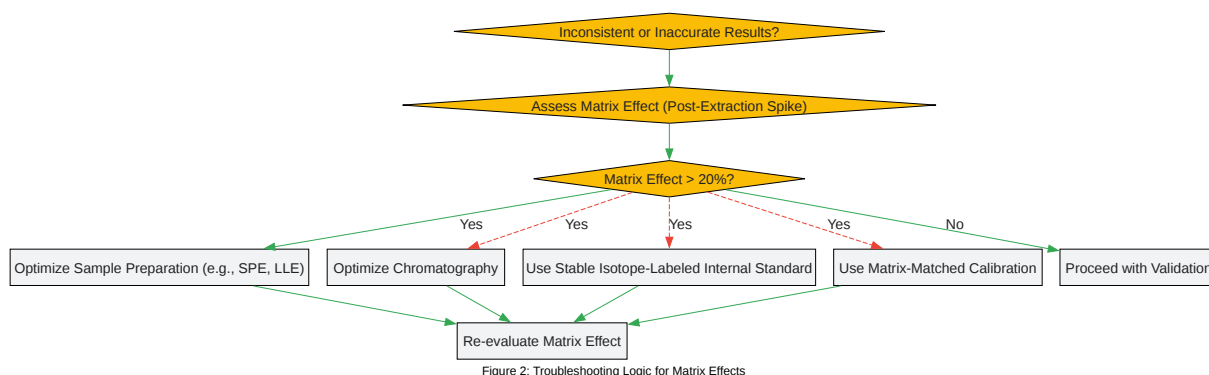 Inconsistent or Inaccurate Results?
Assess Matrix Effect (Post-Extraction Spike)
Matrix Effect > 20%?
Yes
Yes
Yes
Yes
No
Optimize Sample Preparation (e.g., SPE, LLE)
Optimize Chromatography
Use Stable Isotope-Labeled Internal Standard
Use Matrix-Matched Calibration
Proceed with Validation
Re-evaluate Matrix Effect
Figure 2: Troubleshooting Logic for Matrix Effects